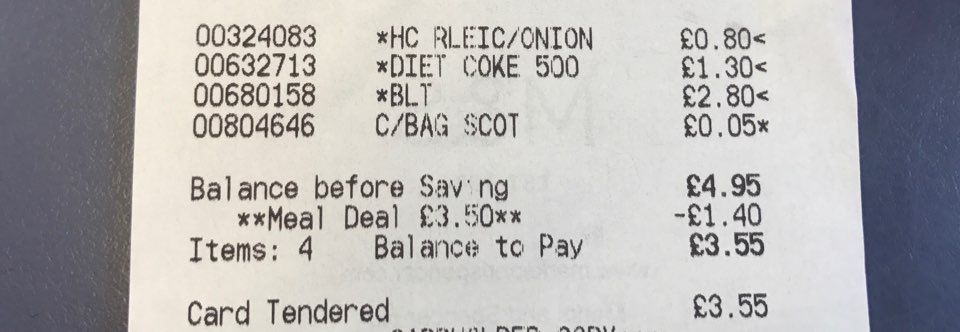 00324083 *HC RLEIC/ONION £0.80<
00632713 *DIET COKE 500 £1.30<
00680158 *BLT £2.80<
00804646 C/BAG SCOT £0.05*
Balance before Saving £4.95
**Meal Deal £3.50** -£1.40
Items: 4 Balance to Pay £3.55
Card Tendered £3.55